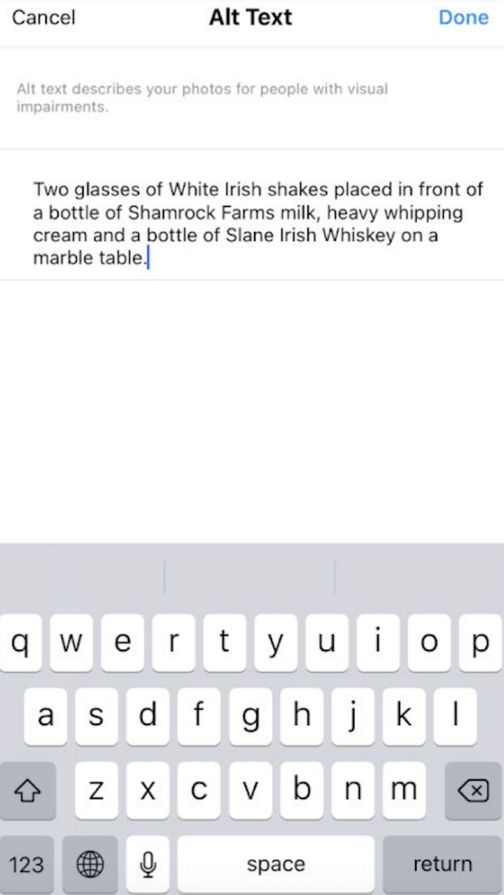 Cancel Alt Text Done
Alt text describes your photos for people with visual
impairments.
Two glasses of White Irish shakes placed in front of
a bottle of Shamrock Farms milk, heavy whipping
cream and a bottle of Slane Irish Whiskey on a
marble table.
q w e r t y u i o p
a s d f g h j k l
z x c v b n m
123 space return